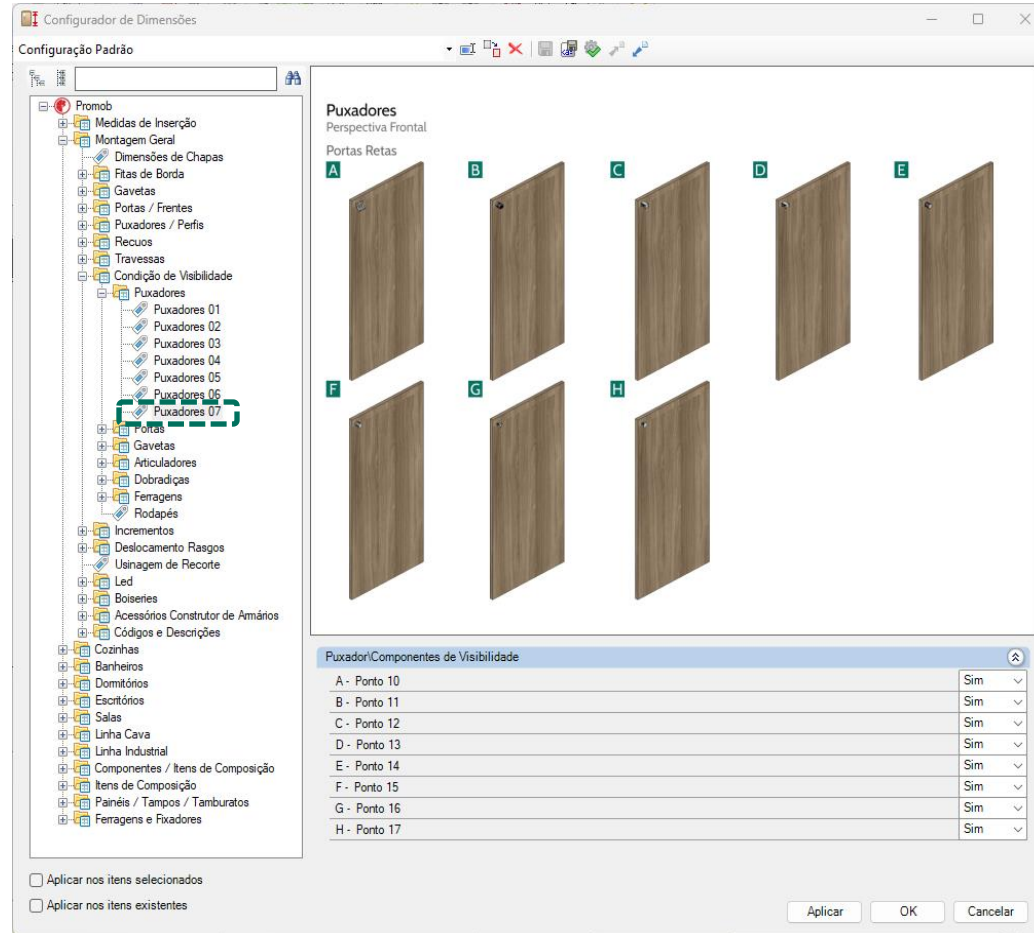 Configurador de Dimensões
Configuração Padrão
Promob
Medidas de Inserção
Montagem Geral
Dimensões de Chapas
Fitas de Borda
Gavetas
Portas / Frentes
Puxadores / Perfis
Recuos
Travessas
Condição de Visibilidade
Puxadores
Puxadores 01
Puxadores 02
Puxadores 03
Puxadores 04
Puxadores 05
Puxadores 06
Puxadores 07
Portas
Gavetas
Articuladores
Dobradiças
Ferragens
Rodapés
Incrementos
Deslocamento Rasgos
Usinagem de Recorte
Led
Boiseries
Acessórios Construtor de Armários
Códigos e Descrições
Cozinhas
Banheiros
Dormitórios
Escritórios
Salas
Linha Cava
Linha Industrial
Componentes / Itens de Composição
Itens de Composição
Painéis / Tampos / Tamburatos
Ferragens e Fixadores
Puxadores
Perspectiva Frontal
Portas Retas
A B C D E
F G H
Puxador\Componentes de Visibilidade
A - Ponto 10 Sim
B - Ponto 11 Sim
C - Ponto 12 Sim
D - Ponto 13 Sim
E - Ponto 14 Sim
F - Ponto 15 Sim
G - Ponto 16 Sim
H - Ponto 17 Sim
Aplicar nos itens selecionados
Aplicar nos itens existentes
Aplicar OK Cancelar